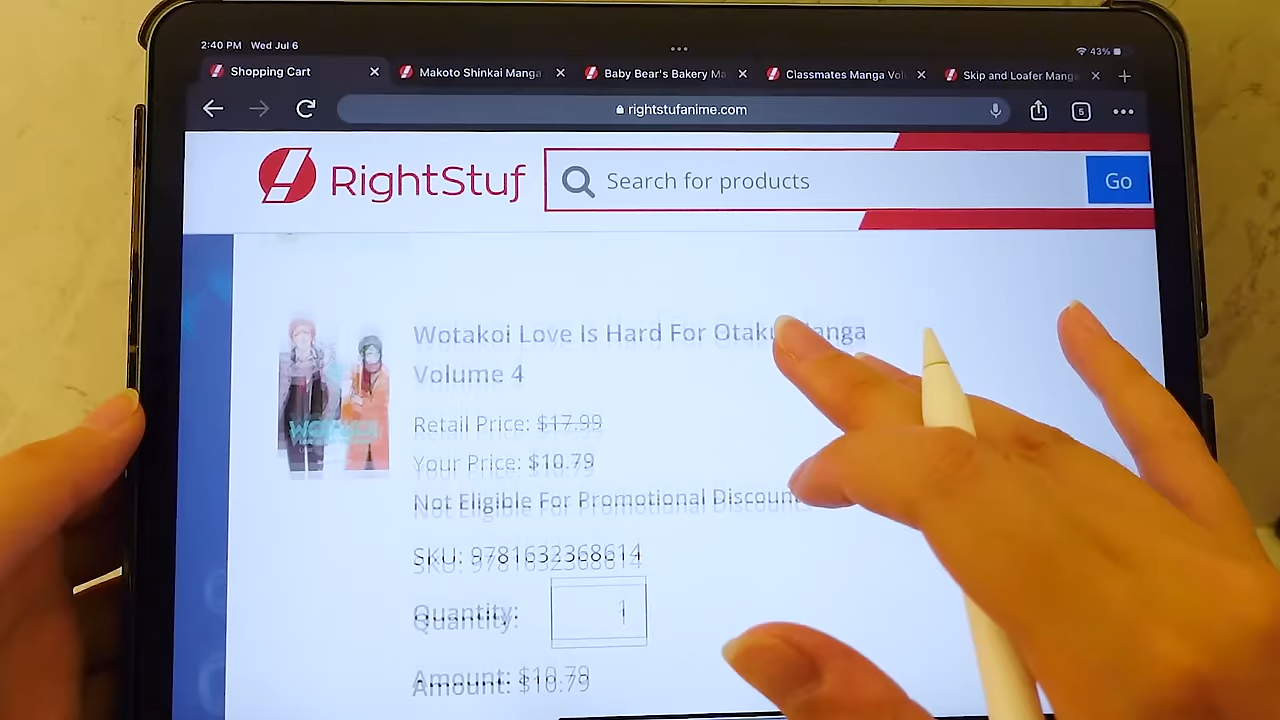 2:40 PM Wed Jul 6
43%
Shopping Cart
Makoto Shinkai Manga
Baby Bear's Bakery Ma
Classmates Manga Vol
Skip and Loafer Manga
rightstufanime.com
5
RightStuf
Search for products
Go
Wotakoi Love Is Hard For Otaku Manga
Volume 4
Retail Price: $17.99
Your Price: $10.79
Not Eligible For Promotional Discount
SKU: 9781632368614
Quantity: 1
Amount: $10.79